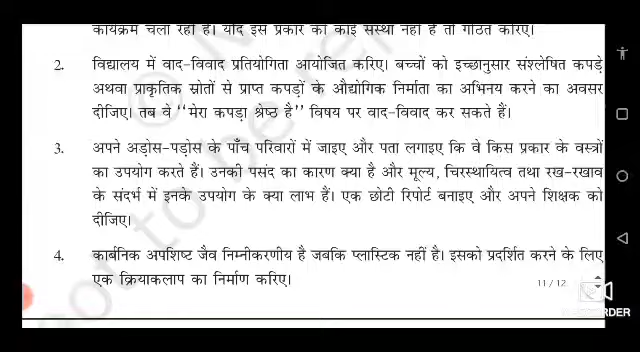 कार्यक्रम चला रही है। यदि इस प्रकार की कोई संस्था नहीं है तो गठित करिए।
2. विद्यालय में वाद-विवाद प्रतियोगिता आयोजित करिए। बच्चों को इच्छानुसार संश्लेषित कपड़े
अथवा प्राकृतिक स्रोतों से प्राप्त कपड़ों के औद्योगिक निर्माता का अभिनय करने का अवसर
दीजिए। तब वे ‘‘मेरा कपड़ा श्रेष्ठ है’’ विषय पर वाद-विवाद कर सकते हैं।
3. अपने अड़ोस-पड़ोस के पाँच परिवारों में जाइए और पता लगाइए कि वे किस प्रकार के वस्त्रों
का उपयोग करते हैं। उनकी पसंद का कारण क्या है और मूल्य, चिरस्थायित्व तथा रख-रखाव
के संदर्भ में इनके उपयोग के क्या लाभ हैं। एक छोटी रिपोर्ट बनाइए और अपने शिक्षक को
दीजिए।
4. कार्बनिक अपशिष्ट जैव निम्नीकरणीय है जबकि प्लास्टिक नहीं है। इसको प्रदर्शित करने के लिए
एक क्रियाकलाप का निर्माण करिए।
11 / 12